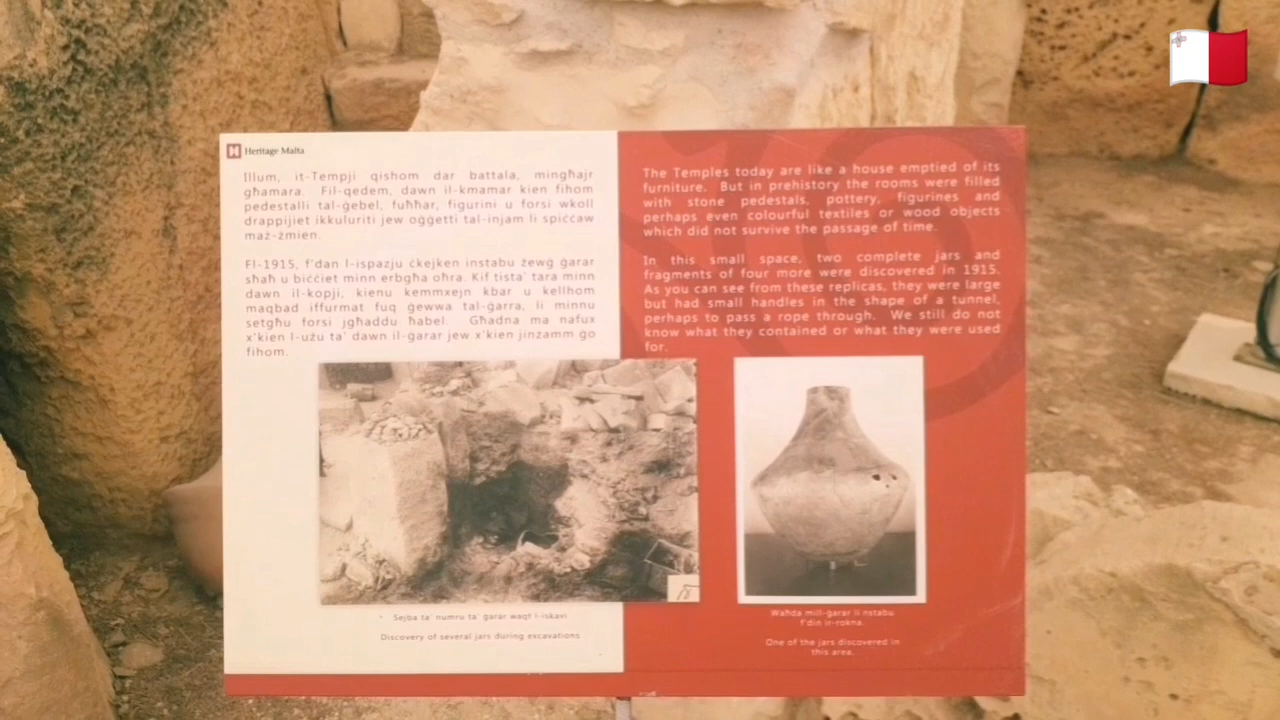 Heritage Malta
Illum, it-Tempji qishom dar battala, mingħajr
għamara. Fil-qedem, dawn il-kmamar kien fihom
pedestalli tal-ġebel, fuħħar, figurini u forsi wkoll
drappijiet ikkuluriti jew oġġetti tal-injam li spiċċaw
maż-żmien.
FI-1915, f'dan l-ispazju ċkejken instabu żewġ ġarar
sħaħ u biċċiet minn erbgħa oħra. Kif tista' tara minn
dawn il-kopji, kienu kemmxejn kbar u kellhom
maqbad iffurmat fuq ġewwa tal-ġarra, li minnu
setgħu forsi jgħaddu ħabel. Għadna ma nafux
x'kien l-użu ta' dawn il-ġarar jew x'kien jinżamm ġo
fihom.
The Temples today are like a house emptied of its
furniture. But in prehistory the rooms were filled
with stone pedestals, pottery, figurines and
perhaps even colourful textiles or wood objects
which did not survive the passage of time.
In this small space, two complete jars and
fragments of four more were discovered in 1915.
As you can see from these replicas, they were large
but had small handles in the shape of a tunnel,
perhaps to pass a rope through. We still do not
know what they contained or what they were used
for.
Sejba ta' numru ta' ġarar waqt l-iskavi
Discovery of several jars during excavations
Waħda mill-ġarar li nstabu
f'din ir-rokna.
One of the jars discovered in
this area.